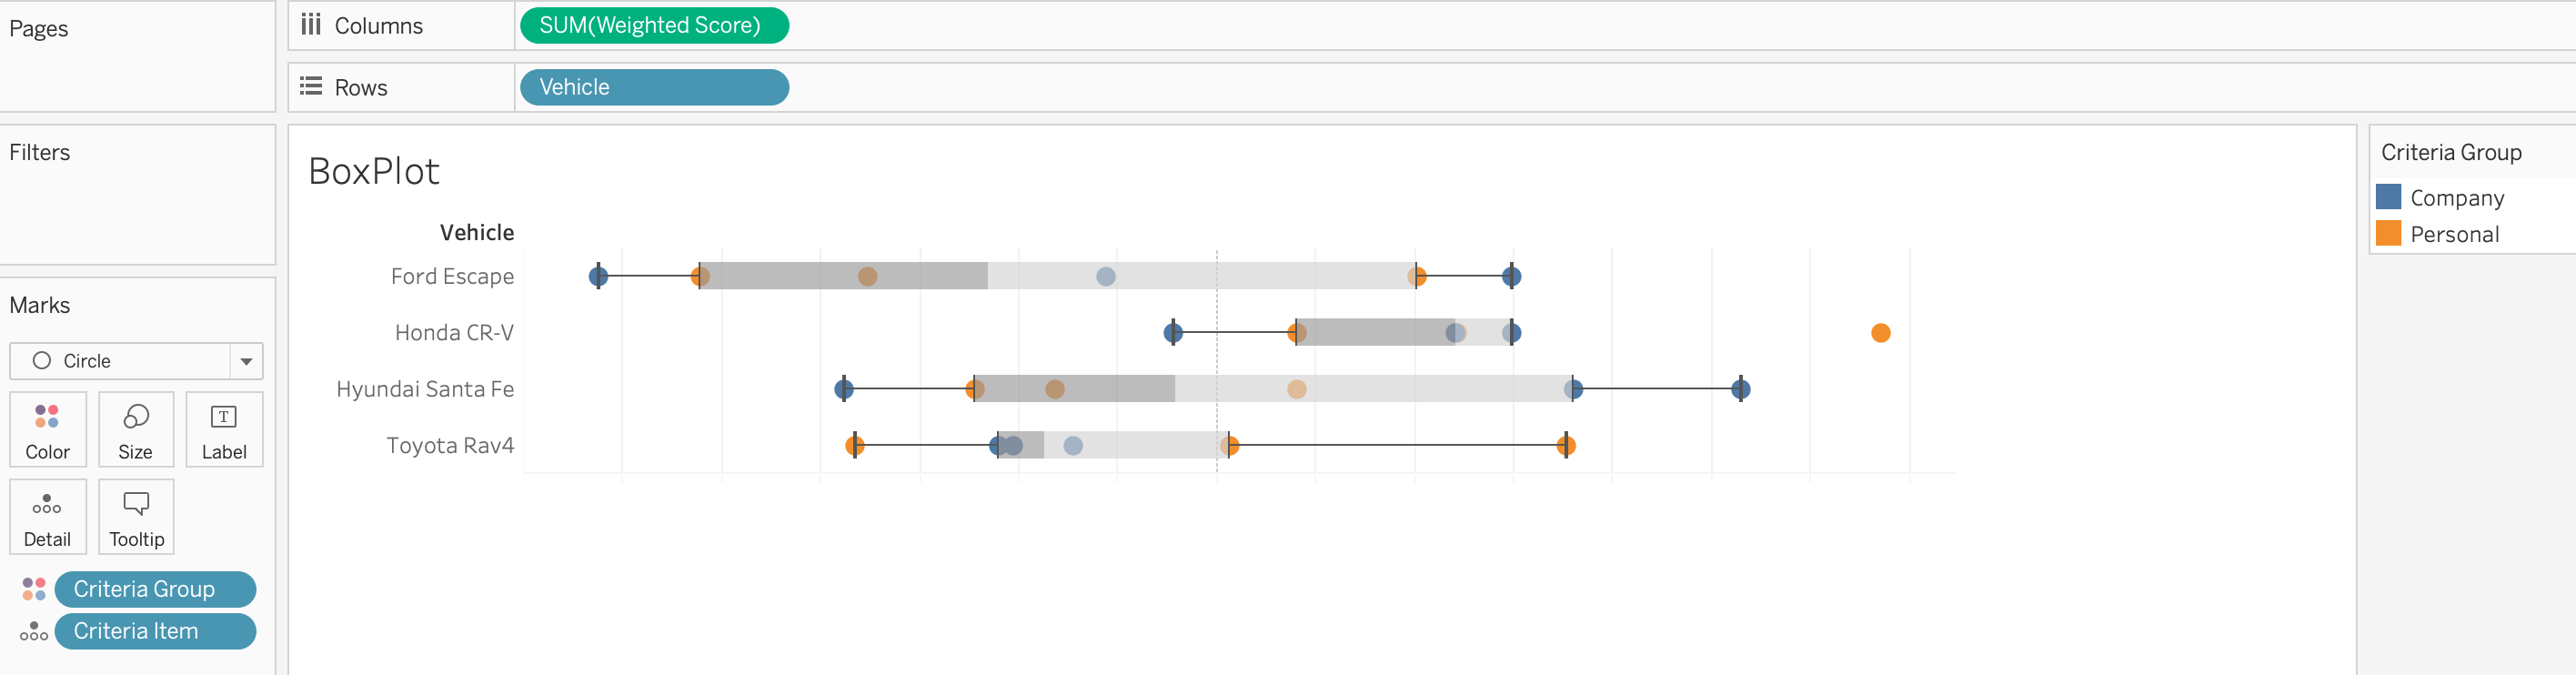 Pages
Columns
SUM(Weighted Score)
Rows
Vehicle
Filters
Marks
Circle
Color
Size
Label
Detail
Tooltip
Criteria Group
Criteria Item
BoxPlot
Vehicle
Ford Escape
Honda CR-V
Hyundai Santa Fe
Toyota Rav4
Criteria Group
Company
Personal